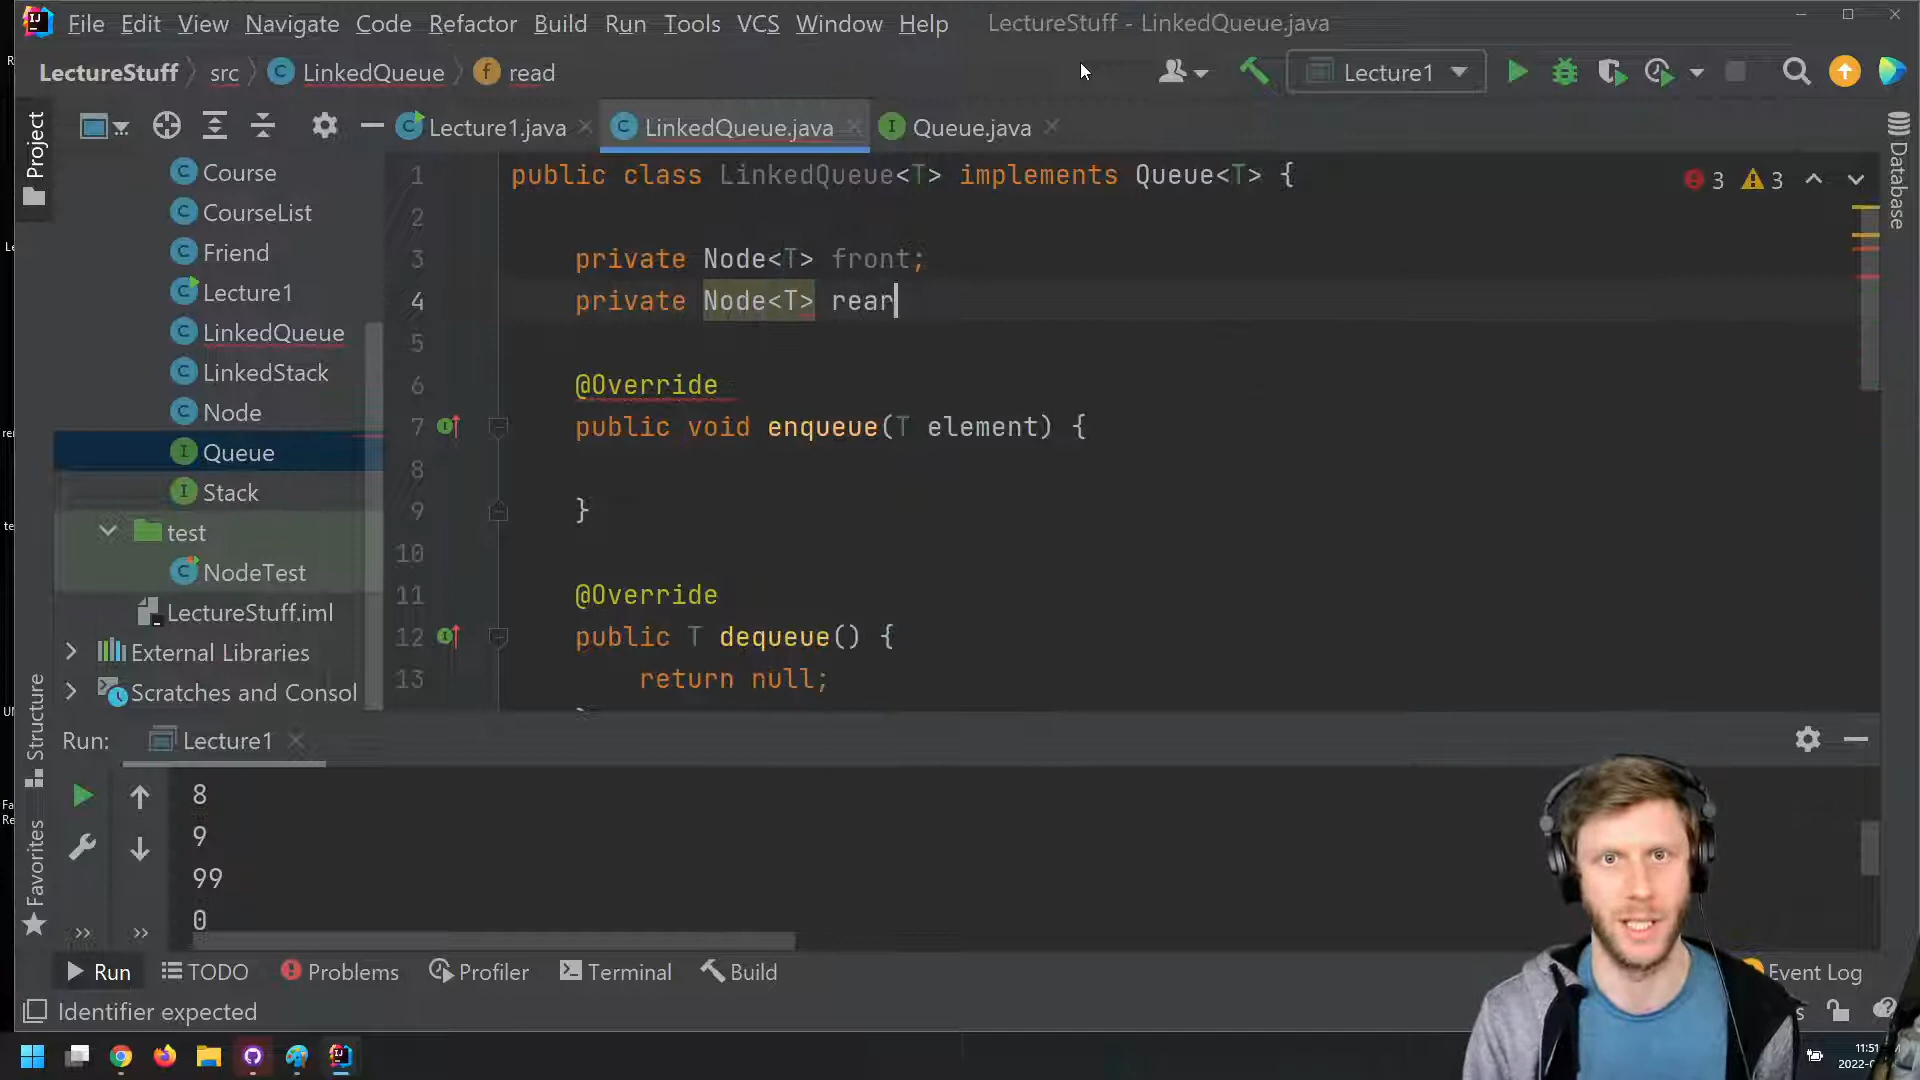 File Edit View Navigate Code Refactor Build Run Tools VCS Window Help LectureStuff - LinkedQueue.java
LectureStuff src LinkedQueue read Lecture1
Project
Lecture1.java LinkedQueue.java Queue.java
Database
Course
CourseList
Friend
Lecture1
LinkedQueue
LinkedStack
Node
Queue
Stack
test
NodeTest
LectureStuff.iml
External Libraries
Scratches and Consol
3 3
1 public class LinkedQueue<T> implements Queue<T> {
2
3 private Node<T> front;
4 private Node<T> rear
5
6 @Override
7 public void enqueue(T element) {
8
9 }
10
11 @Override
12 public T dequeue() {
13 return null;
Structure
Favorites
Run: Lecture1
8
9
99
0
Run TODO Problems Profiler Terminal Build Event Log
Identifier expected
11:51
2022-0